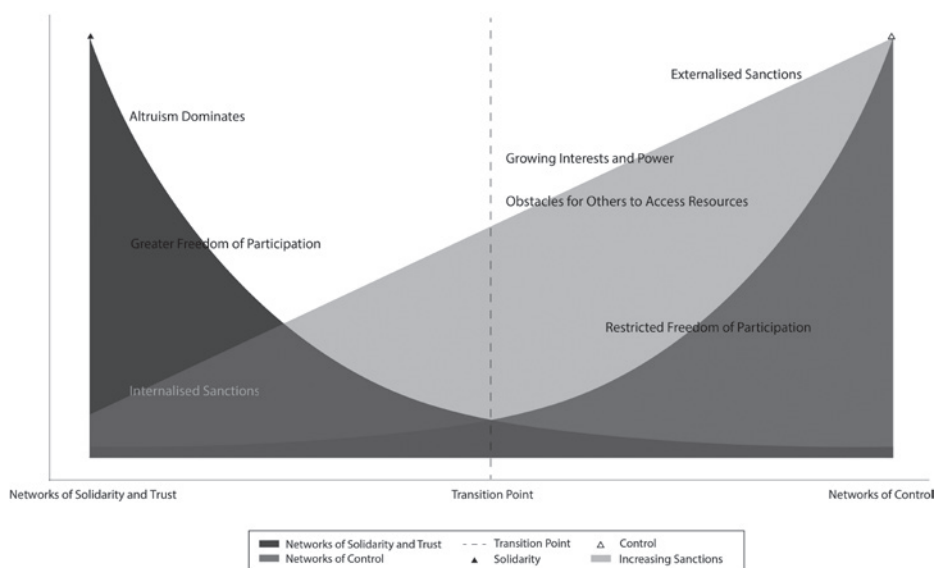 Externalised Sanctions
Altruism Dominates
Growing Interests and Power
Obstacles for Others to Access Resources
Greater Freedom of Participation
Restricted Freedom of Participation
Internalised Sanctions
Networks of Solidarity and Trust
Transition Point
Networks of Control
Networks of Solidarity and Trust
Transition Point
Control
Networks of Control
Solidarity
Increasing Sanctions